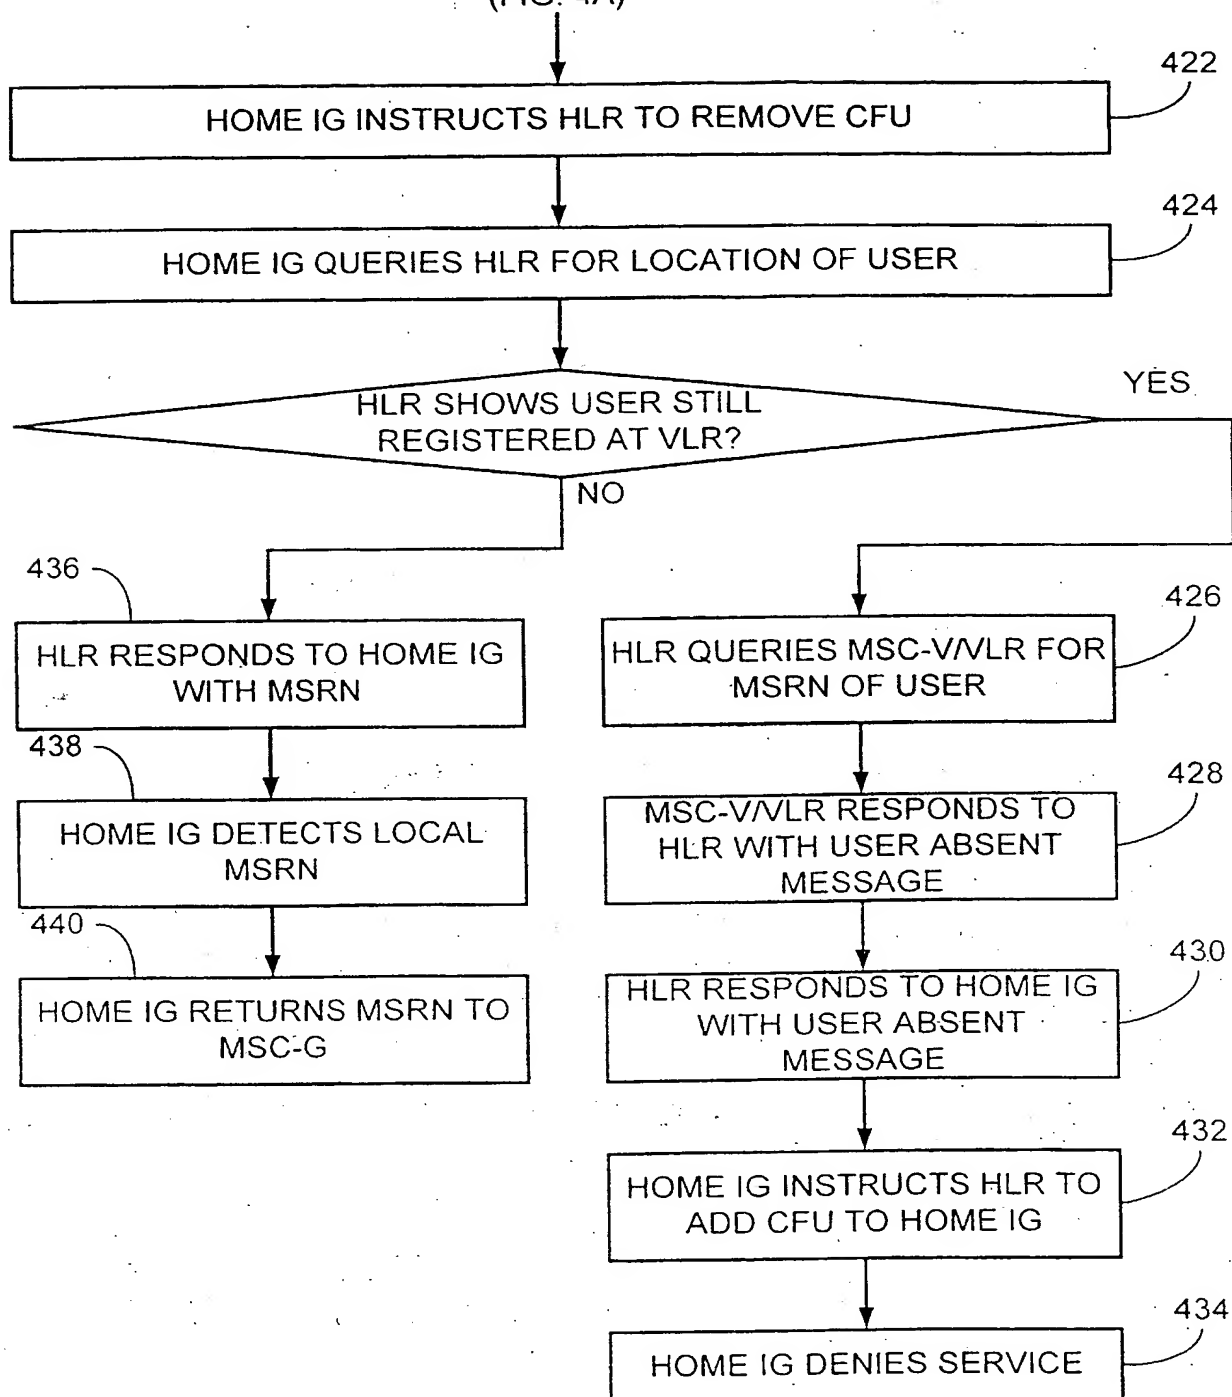 (FIG. 4A)
422
HOME IG INSTRUCTS HLR TO REMOVE CFU
424
HOME IG QUERIES HLR FOR LOCATION OF USER
YES
HLR SHOWS USER STILL
REGISTERED AT VLR?
NO
436
HLR RESPONDS TO HOME IG
WITH MSRN
438
HOME IG DETECTS LOCAL
MSRN
440
HOME IG RETURNS MSRN TO
MSC-G
426
HLR QUERIES MSC-V/VLR FOR
MSRN OF USER
428
MSC-V/VLR RESPONDS TO
HLR WITH USER ABSENT
MESSAGE
430
HLR RESPONDS TO HOME IG
WITH USER ABSENT
MESSAGE
432
HOME IG INSTRUCTS HLR TO
ADD CFU TO HOME IG
434
HOME IG DENIES SERVICE